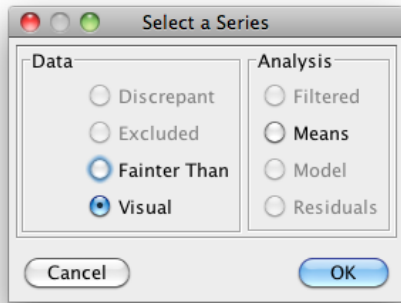 Select a Series
Data
Discrepant
Excluded
Fainter Than
Visual
Analysis
Filtered
Means
Model
Residuals
Cancel
OK